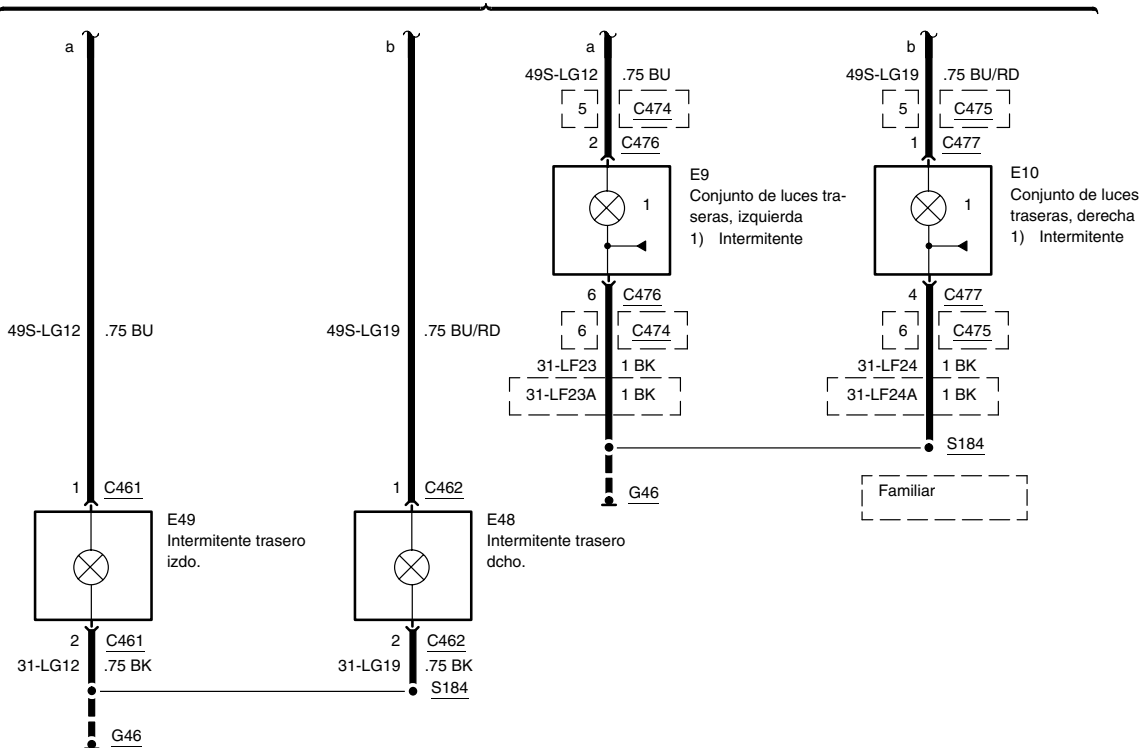 a
b
a
b
49S-LG12 .75 BU
49S-LG19 .75 BU/RD
5 C474
5 C475
2 C476
1 C477
E9
Conjunto de luces tra-
seras, izquierda
1) Intermitente
1
E10
Conjunto de luces
traseras, derecha
1) Intermitente
1
6 C476
4 C477
6 C474
6 C475
49S-LG12 .75 BU
49S-LG19 .75 BU/RD
31-LF23 1 BK
31-LF24 1 BK
31-LF23A 1 BK
31-LF24A 1 BK
S184
G46
Familiar
1 C461
1 C462
E49
Intermitente trasero
izdo.
E48
Intermitente trasero
dcho.
2 C461
2 C462
31-LG12 .75 BK
31-LG19 .75 BK
S184
G46